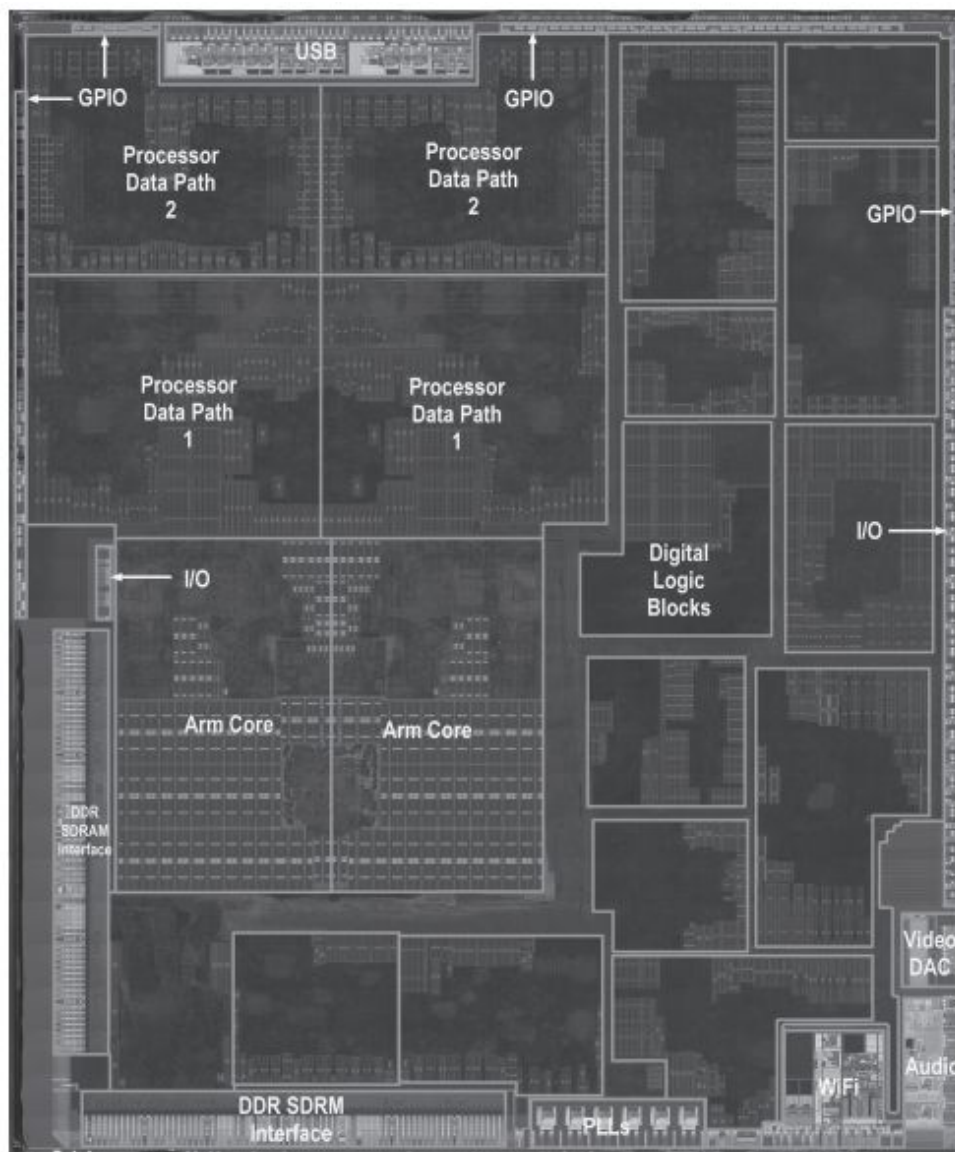 USB
GPIO
GPIO
Processor
Data Path
2
Processor
Data Path
2
GPIO
Processor
Data Path
1
Processor
Data Path
1
I/O
I/O
Digital
Logic
Blocks
Arm Core
Arm Core
DDR
SDRAM
Interface
Video
DAC
WiFi
Audio
DDR SDRM
Interface
PLLs